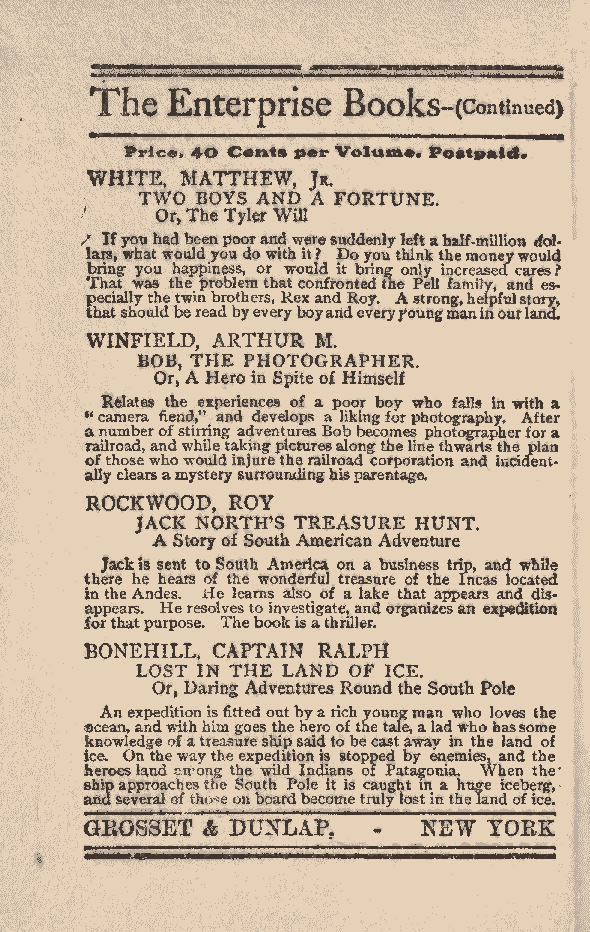 The Enterprise Books-(Continued)
Price, 40 Cents per Volume, Postpaid.
WHITE, MATTHEW, JR.
TWO BOYS AND A FORTUNE.
Or, The Tyler Will
If you had been poor and were suddenly left a half-million dol-
lars, what would you do with it? Do you think the money would
bring you happiness, or would it bring only increased cares?
That was the problem that confronted the Pell family, and es-
pecially the twin brothers, Rex and Roy. A strong, helpful story,
that should be read by every boy and every young man in our land.
WINFIELD, ARTHUR M.
BOB, THE PHOTOGRAPHER.
Or, A Hero in Spite of Himself
Relates the experiences of a poor boy who falls in with a
"camera fiend," and develops a liking for photography. After
a number of stirring adventures Bob becomes photographer for a
railroad, and while taking pictures along the line thwarts the plan
of those who would injure the railroad corporation and incident-
ally clears a mystery surrounding his parentage.
ROCKWOOD, ROY
JACK NORTH'S TREASURE HUNT.
A Story of South American Adventure
Jack is sent to South America on a business trip, and while
there he hears of the wonderful treasure of the Incas located
in the Andes. He learns also of a lake that appears and dis-
appears. He resolves to investigate, and organizes an expedition
for that purpose. The book is a thriller.
BONEHILL, CAPTAIN RALPH
LOST IN THE LAND OF ICE.
Or, Daring Adventures Round the South Pole
An expedition is fitted out by a rich young man who loves the
ocean, and with him goes the hero of the tale, a lad who has some
knowledge of a treasure ship said to be cast away in the land of
ice. On the way the expedition is stopped by enemies, and the
heroes land among the wild Indians of Patagonia. When the
ship approaches the South Pole it is caught in a huge iceberg,
and several of those on board become truly lost in the land of ice.
GROSSET & DUNLAP, - NEW YORK